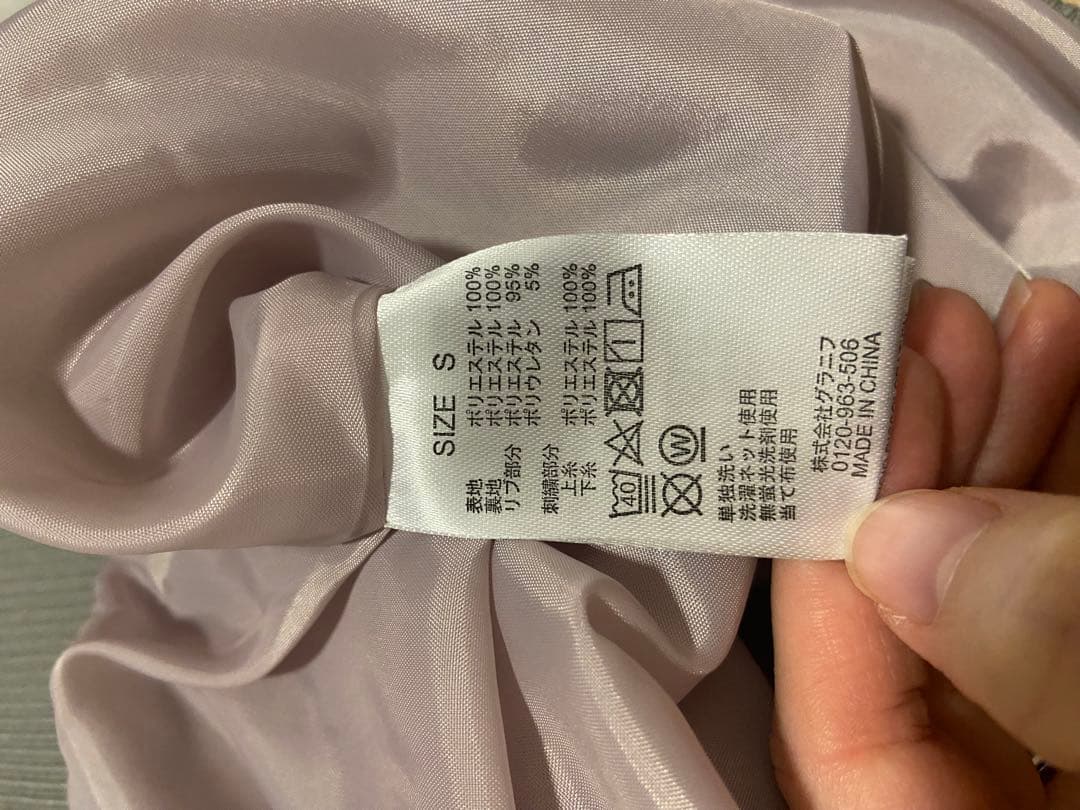 SIZE S
表地 ポリエステル 100%
裏地 ポリエステル 100%
リブ部分 ポリエステル 95%
ポリウレタン 5%
刺繍部分
上糸 ポリエステル 100%
下糸 ポリエステル 100%
40
W
単独洗い
洗濯ネット使用
無蛍光洗剤使用
当て布使用
株式会社グラニフ
0120-963-506
MADE IN CHINA